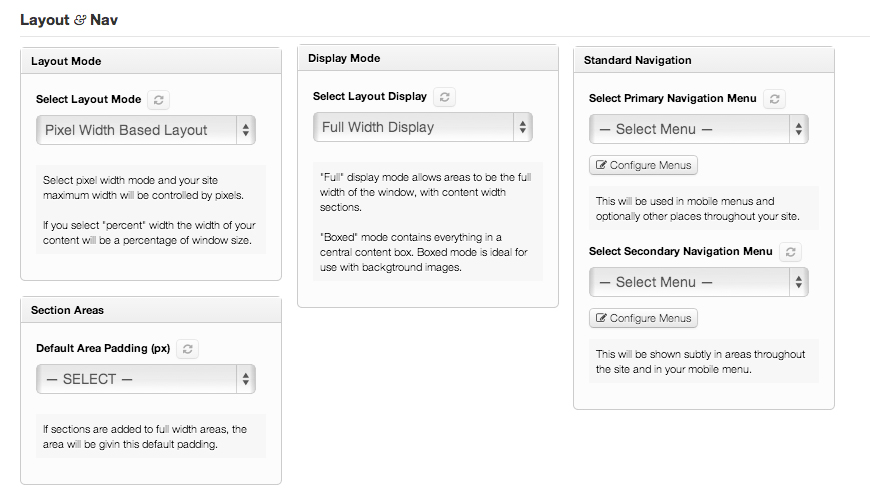 Layout & Nav
Layout Mode
Select Layout Mode
Pixel Width Based Layout
Select pixel width mode and your site
maximum width will be controlled by pixels.
If you select "percent" width the width of your
content will be a percentage of window size.
Section Areas
Default Area Padding (px)
— SELECT —
If sections are added to full width areas, the
area will be givin this default padding.
Display Mode
Select Layout Display
Full Width Display
"Full" display mode allows areas to be the full
width of the window, with content width
sections.
"Boxed" mode contains everything in a
central content box. Boxed mode is ideal for
use with backgtround images.
Standard Navigation
Select Primary Navigation Menu
— Select Menu —
Configure Menus
This will be used in mobile menus and
optionally other places throughout your site.
Select Secondary Navigation Menu
— Select Menu —
Configure Menus
This will be shown subtly in areas throughout
the site and in your mobile menu.